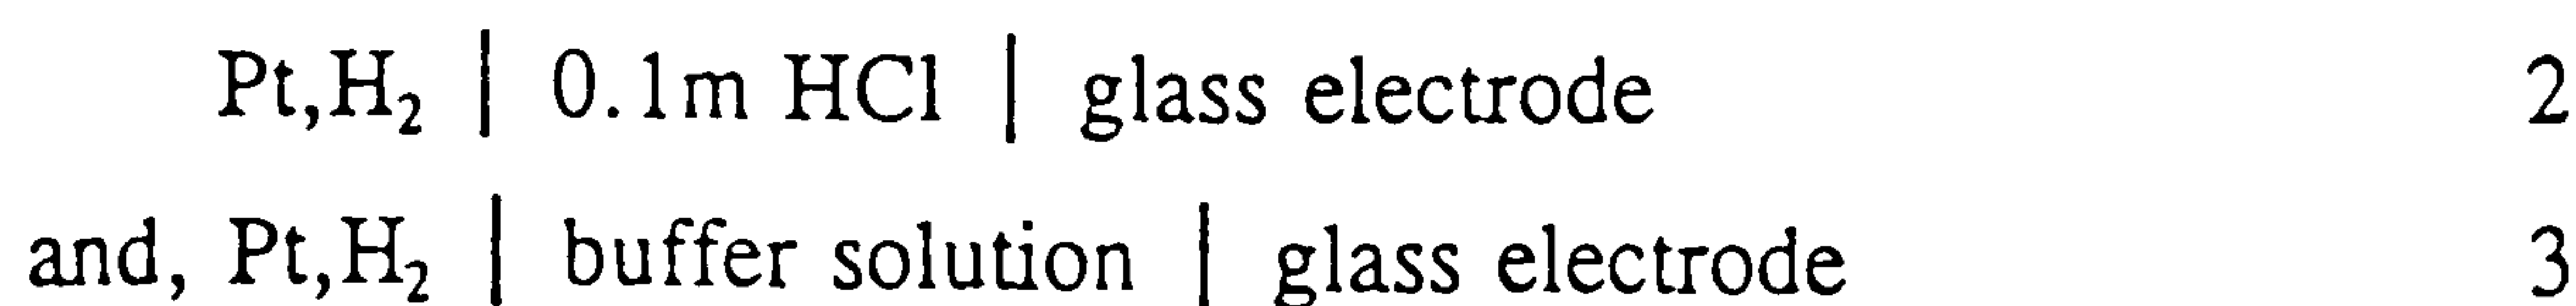 Pt,H₂ | 0.1m HCl | glass electrode 2
and, Pt,H₂ | buffer solution | glass electrode 3